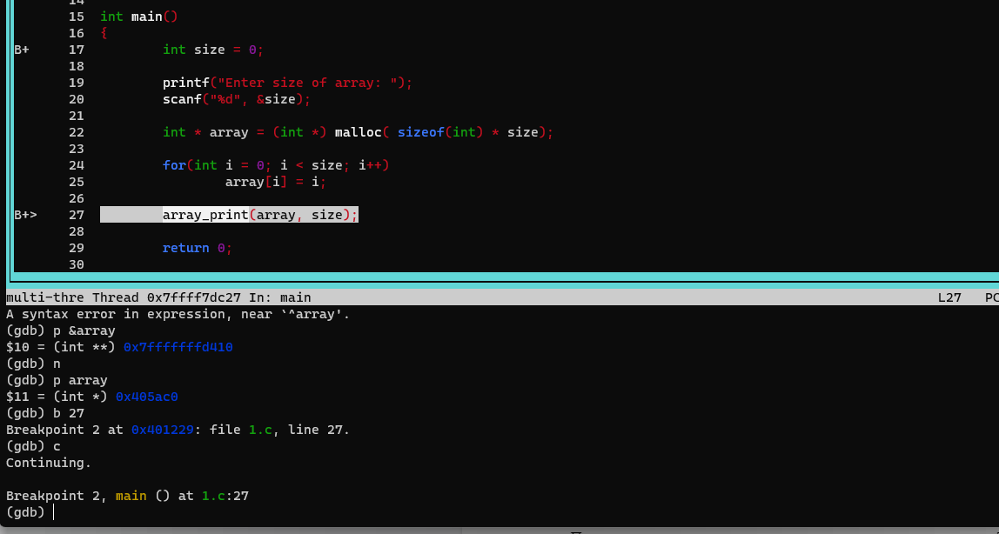 14
15 int main()
16 {
B+ 17 int size = 0;
18
19 printf("Enter size of array: ");
20 scanf("%d", &size);
21
22 int * array = (int *) malloc( sizeof(int) * size);
23
24 for(int i = 0; i < size; i++)
25 array[i] = i;
26
B+> 27 array_print(array, size);
28
29 return 0;
30
multi-thre Thread 0x7ffff7dc27 In: main L27 PC
A syntax error in expression, near `^array'.
(gdb) p &array
$10 = (int **) 0x7fffffffd410
(gdb) n
(gdb) p array
$11 = (int *) 0x405ac0
(gdb) b 27
Breakpoint 2 at 0x401229: file 1.c, line 27.
(gdb) c
Continuing.
Breakpoint 2, main () at 1.c:27
(gdb)